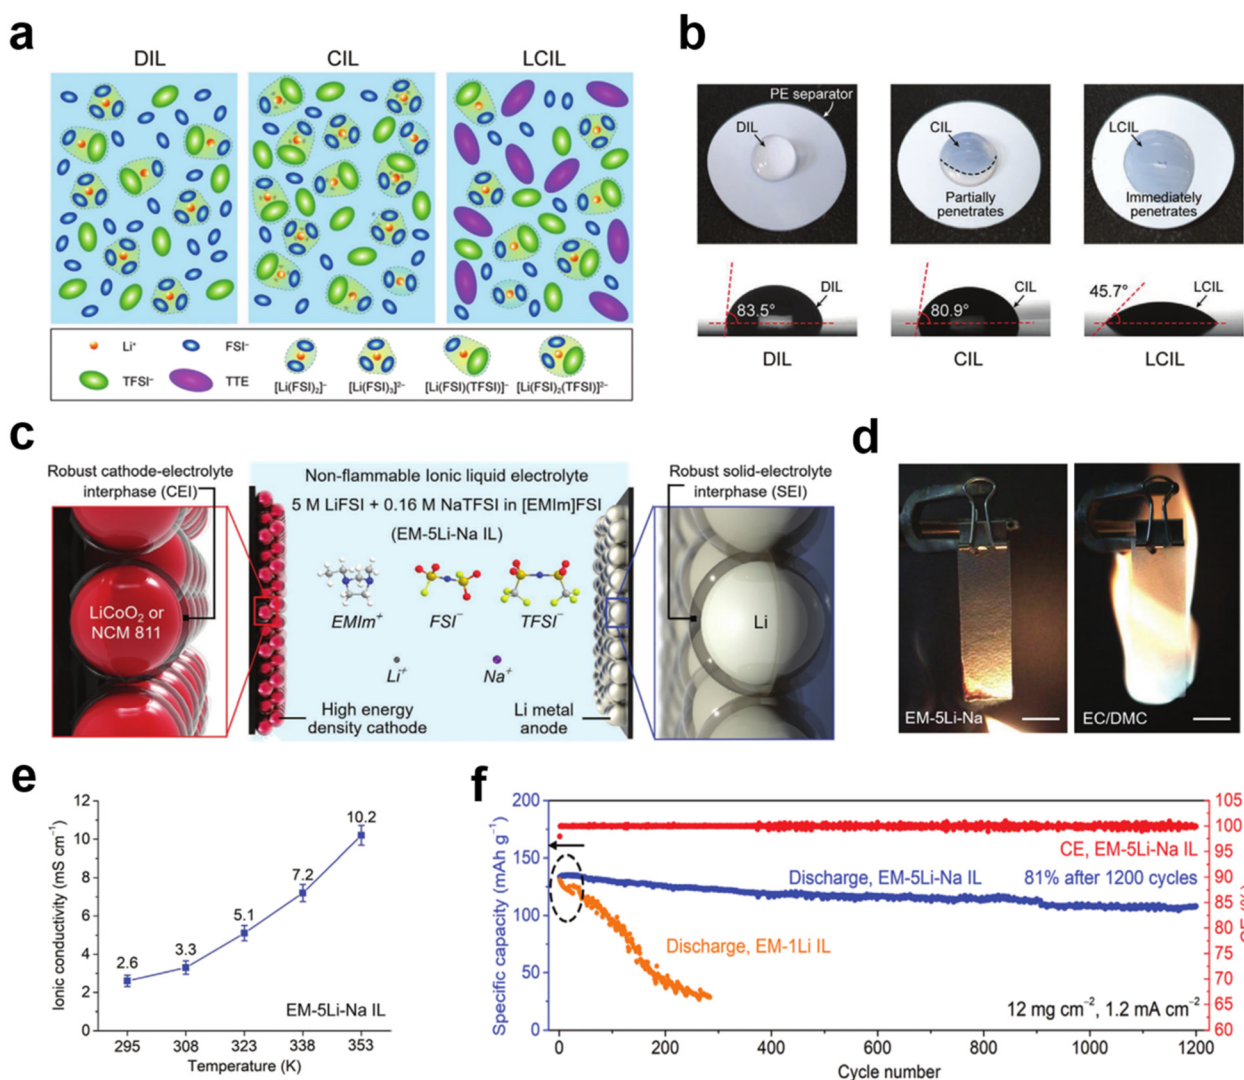 a
DIL
CIL
LCIL
Li⁺
FSI⁻
TFSI⁻
TTE
[Li(FSI)₂]⁻
[Li(FSI)₃]²⁻
[Li(FSI)(TFSI)]⁻
[Li(FSI)₂(TFSI)]²⁻
b
PE separator
DIL
CIL
Partially
penetrates
LCIL
Immediately
penetrates
83.5°
DIL
80.9°
CIL
45.7°
LCIL
DIL
CIL
LCIL
c
Robust cathode-electrolyte
interphase (CEI)
LiCoO₂ or
NCM 811
Non-flammable Ionic liquid electrolyte
5 M LiFSI + 0.16 M NaTFSI in [EMIm]FSI
(EM-5Li-Na IL)
EMIm⁺
FSI⁻
TFSI⁻
Li⁺
Na⁺
High energy
density cathode
Li metal
anode
Robust solid-electrolyte
interphase (SEI)
Li
d
EM-5Li-Na
EC/DMC
e
Ionic conductivity (mS cm⁻¹)
12
10
8
6
4
2
0
2.6
3.3
5.1
7.2
10.2
EM-5Li-Na IL
295
308
323
338
353
Temperature (K)
f
Specific capacity (mAh g⁻¹)
200
150
100
50
0
CE, EM-5Li-Na IL
Discharge, EM-5Li-Na IL
81% after 1200 cycles
Discharge, EM-1Li IL
12 mg cm⁻², 1.2 mA cm⁻²
105
100
95
90
85
80
75
70
65
60
CE (%)
0
200
400
600
800
1000
1200
Cycle number